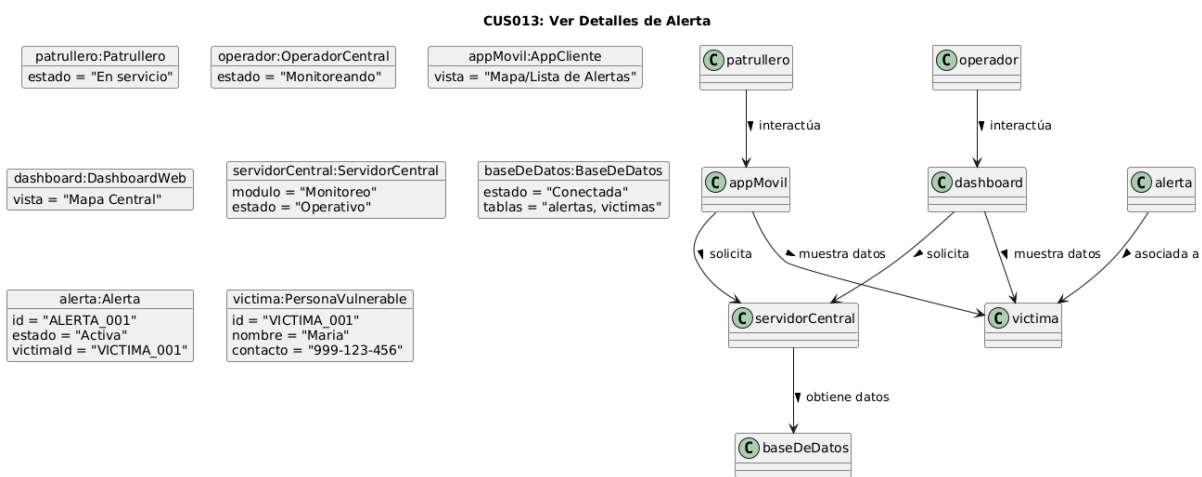 CUS013: Ver Detalles de Alerta
patrullero:Patrullero
estado = "En servicio"
operador:OperadorCentral
estado = "Monitoreando"
appMovil:AppCliente
vista = "Mapa/Lista de Alertas"
C patrullero
C operador
interactúa
interactúa
dashboard:DashboardWeb
vista = "Mapa Central"
servidorCentral:ServidorCentral
modulo = "Monitoreo"
estado = "Operativo"
baseDeDatos:BaseDeDatos
estado = "Conectada"
tablas = "alertas, victimas"
C appMovil
C dashboard
C alerta
solicita
muestra datos
solicita
muestra datos
asociada a
alerta:Alerta
id = "ALERTA_001"
estado = "Activa"
victimaId = "VICTIMA_001"
victima:PersonaVulnerable
id = "VICTIMA_001"
nombre = "Maria"
contacto = "999-123-456"
C servidorCentral
C victima
obtiene datos
C baseDeDatos